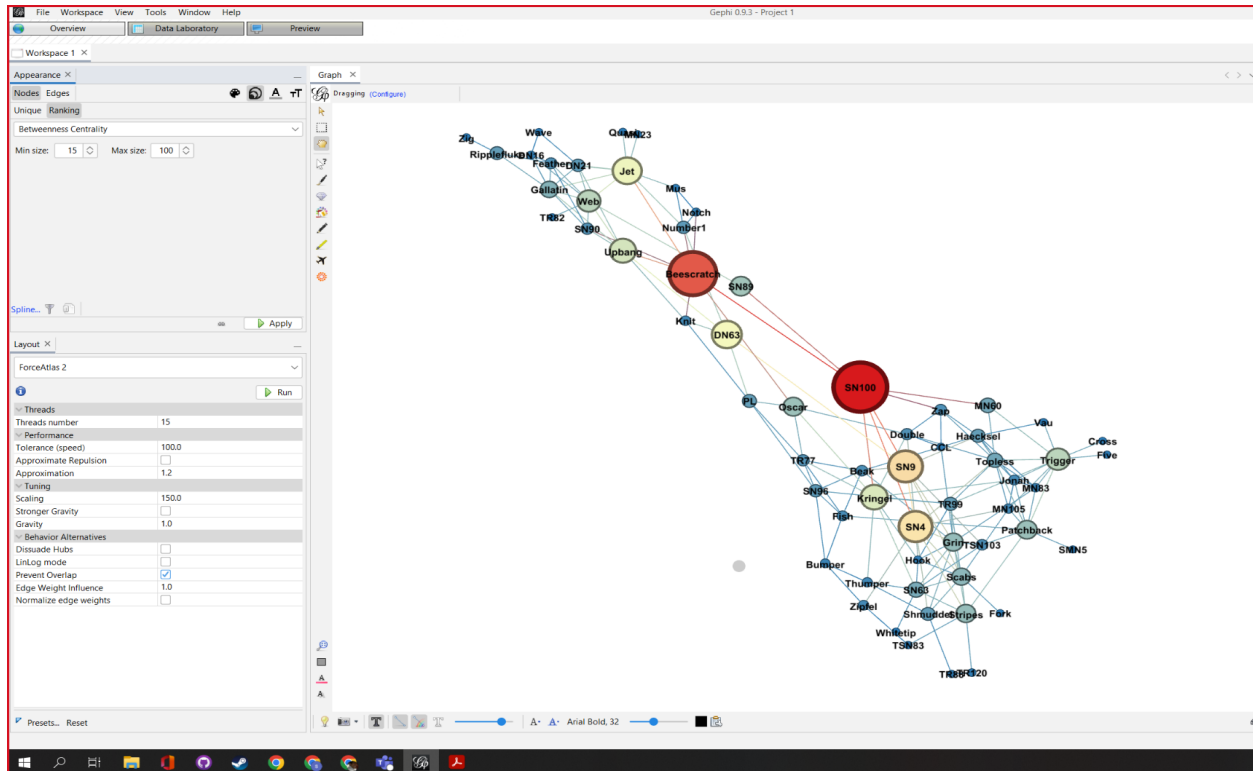 File Workspace View Tools Window Help
Gephi 0.9.3 - Project 1
Overview Data Laboratory Preview
Workspace 1
Appearance
Nodes Edges
Unique Ranking
Betweenness Centrality
Min size: 15 Max size: 100
Spline...
Apply
Layout
ForceAtlas 2
Run
Threads
Threads number 15
Performance
Tolerance (speed) 100.0
Approximate Repulsion
Approximation 1.2
Tuning
Scaling 150.0
Stronger Gravity
Gravity 1.0
Behavior Alternatives
Dissuade Hubs
LinLog mode
Prevent Overlap
Edge Weight Influence 1.0
Normalize edge weights
Presets... Reset
Graph
Dragging (Configure)
Zig
Wave
MN23
DN16
Feather
DN21
Jet
Gallatin
Web
Mus
Notch
TR82
SN90
Number1
Upbang
Beescratch
SN89
Knit
DN63
SN100
PL
Oscar
Zap
MN60
Vau
Double
Haecksel
Cross
CCL
Five
TR77
Beak
SN9
Topless
Trigger
Jonah
SN96
Kringel
MN83
TR99
MN105
Fish
SN4
Patchback
Grin
TSN103
SMN5
Hook
Bumper
Scabs
Thumper
SN63
Zipfel
Stripes
Fork
Whitetip
TSN83
TR120
Arial Bold, 32